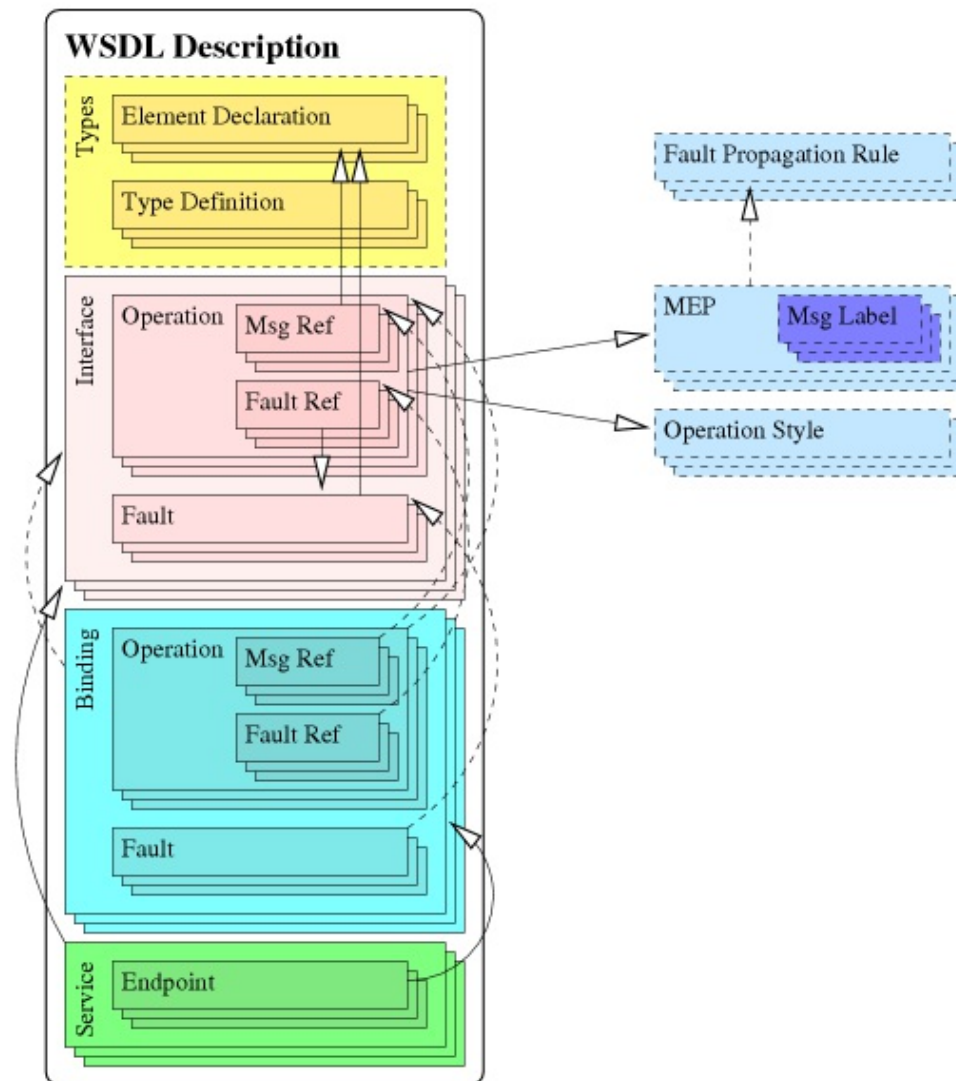 WSDL Description
Types
Element Declaration
Type Definition
Interface
Operation
Msg Ref
Fault Ref
Fault
Binding
Operation
Msg Ref
Fault Ref
Fault
Service
Endpoint
Fault Propagation Rule
MEP
Msg Label
Operation Style